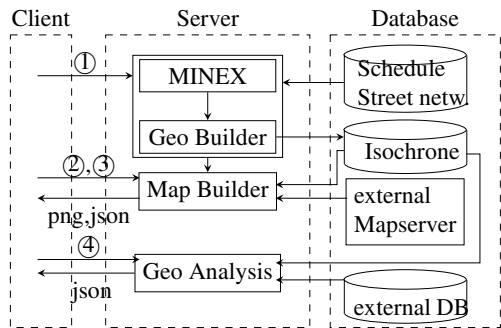 Client
Server
Database
①
MINEX
Schedule
Street netw.
Geo Builder
Isochrone
②,③
Map Builder
png,json
external
Mapserver
④
Geo Analysis
json
external DB